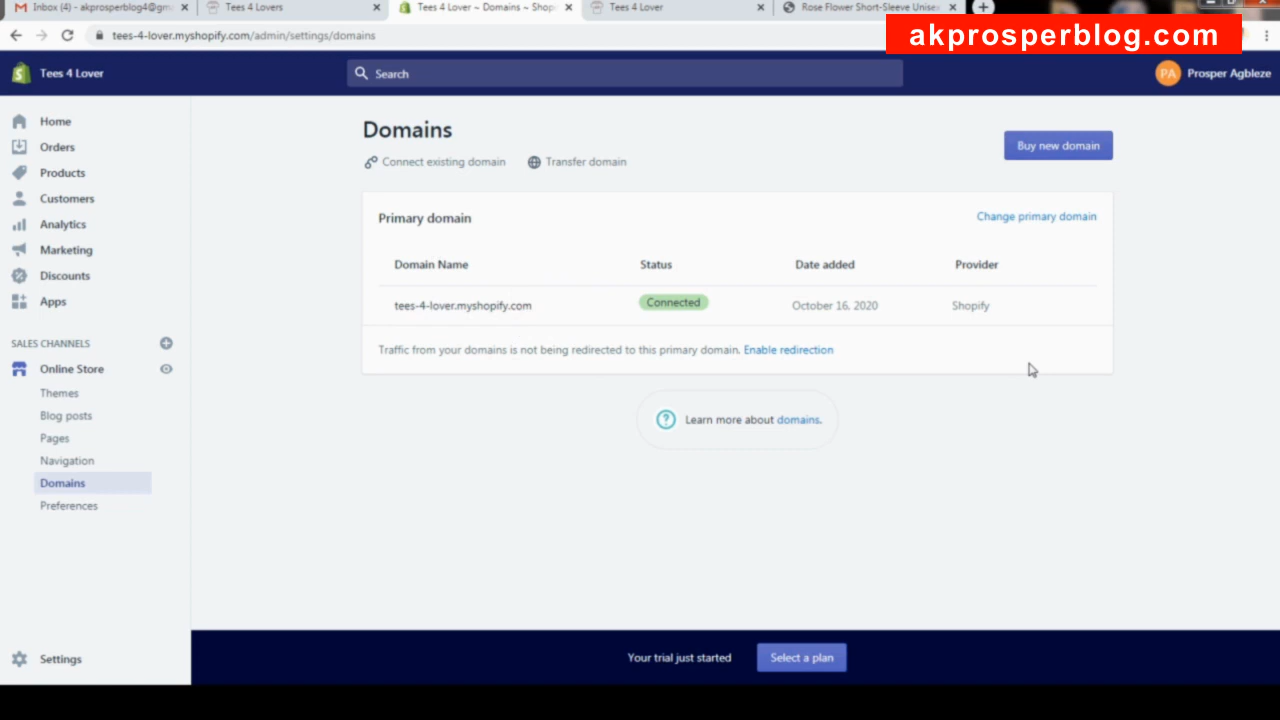 Inbox (4) - akprosperblog4@gm
Tees 4 Lovers
Tees 4 Lover ~ Domains ~ Shop
Tees 4 Lover
Rose Flower Short-Sleeve Unisex
tees-4-lover.myshopify.com/admin/settings/domains
akprosperblog.com
Tees 4 Lover
Search
PA
Prosper Agbleze
Home
Orders
Products
Customers
Analytics
Marketing
Discounts
Apps
SALES CHANNELS
Online Store
Themes
Blog posts
Pages
Navigation
Domains
Preferences
Settings
Domains
Connect existing domain
Transfer domain
Buy new domain
Primary domain
Change primary domain
Domain Name Status Date added Provider
tees-4-lover.myshopify.com Connected October 16, 2020 Shopify
Traffic from your domains is not being redirected to this primary domain. Enable redirection
Learn more about domains.
Your trial just started
Select a plan